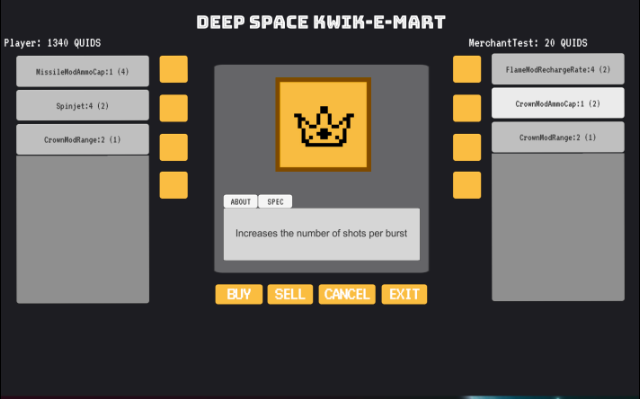 DEEP SPACE KWIK-E-MART
Player: 1340 QUIDS
MerchantTest: 20 QUIDS
MissileModAmmoCap:1 (4)
Spinjet:4 (2)
CrownModRange:2 (1)
FlameModRechargeRate:4 (2)
CrownModAmmoCap:1 (2)
CrownModRange:2 (1)
ABOUT
SPEC
Increases the number of shots per burst
BUY
SELL
CANCEL
EXIT